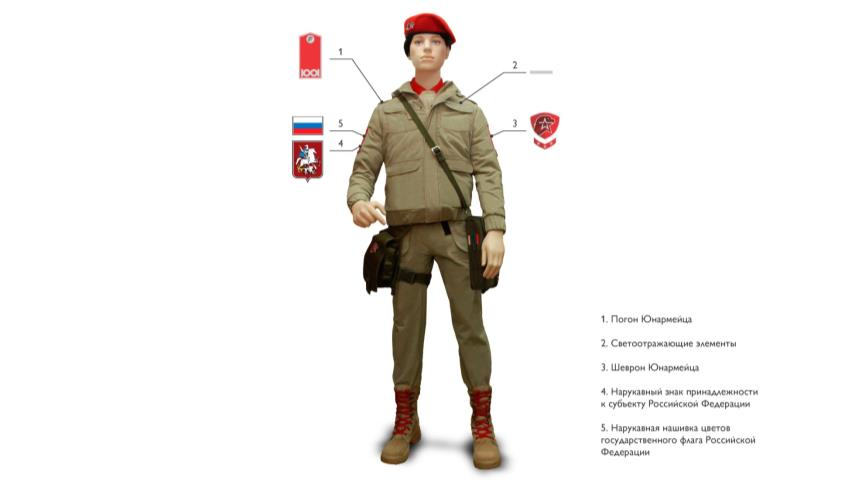 1
1001
2
5
3
4
1. Погон Юнармейца
2. Светоотражающие элементы
3. Шеврон Юнармейца
4. Нарукавный знак принадлежности
к субъекту Российской Федерации
5. Нарукавная нашивка цветов
государственного флага Российской
Федерации